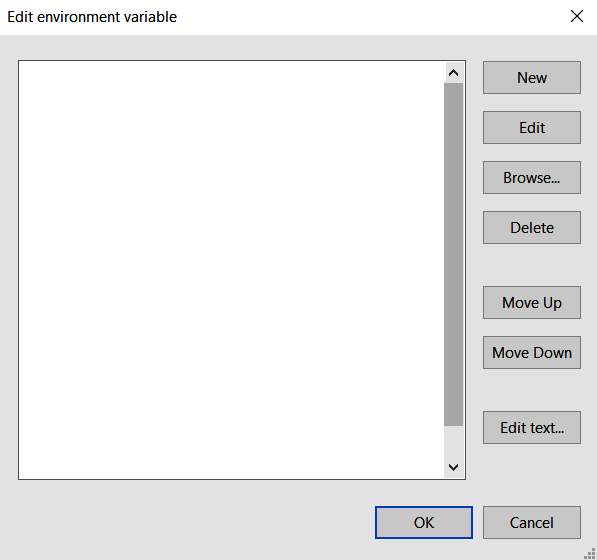 Edit environment variable
New
Edit
Browse...
Delete
Move Up
Move Down
Edit text...
OK
Cancel